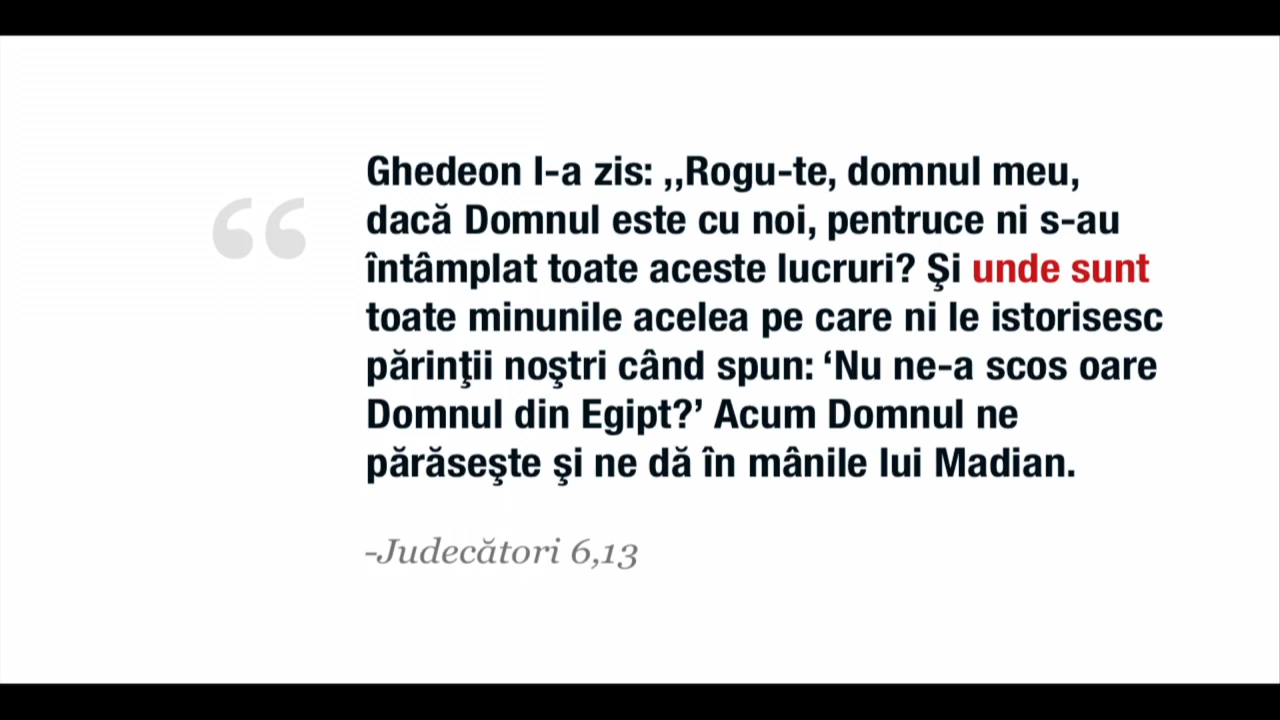 “
Ghedeon I-a zis: ,,Rogu-te, domnul meu,
dacă Domnul este cu noi, pentruce ni s-au
întâmplat toate aceste lucruri? Şi unde sunt
toate minunile acelea pe care ni le istorisesc
părinţii noştri când spun: ‘Nu ne-a scos oare
Domnul din Egipt?’ Acum Domnul ne
părăseşte şi ne dă în mânile lui Madian.
-Judecători 6,13